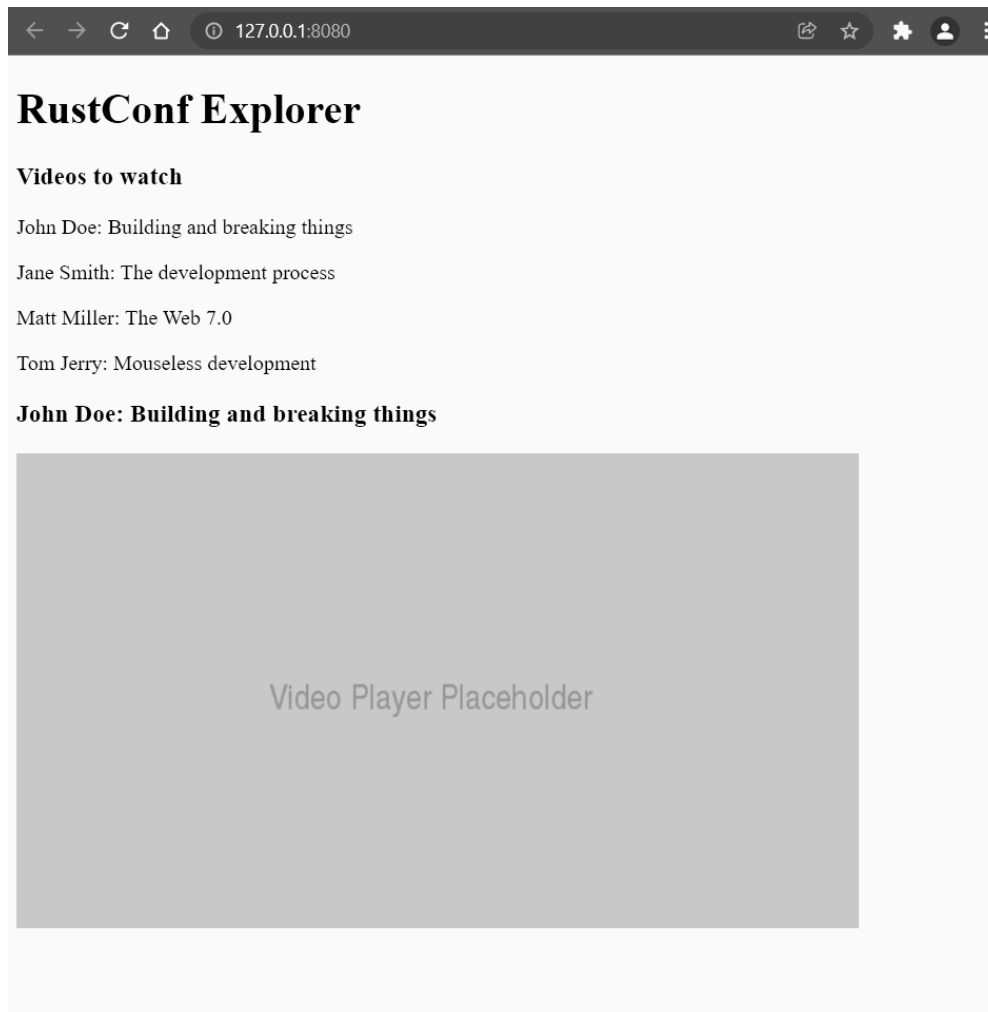 127.0.0.1:8080
RustConf Explorer
Videos to watch
John Doe: Building and breaking things
Jane Smith: The development process
Matt Miller: The Web 7.0
Tom Jerry: Mouseless development
John Doe: Building and breaking things
Video Player Placeholder